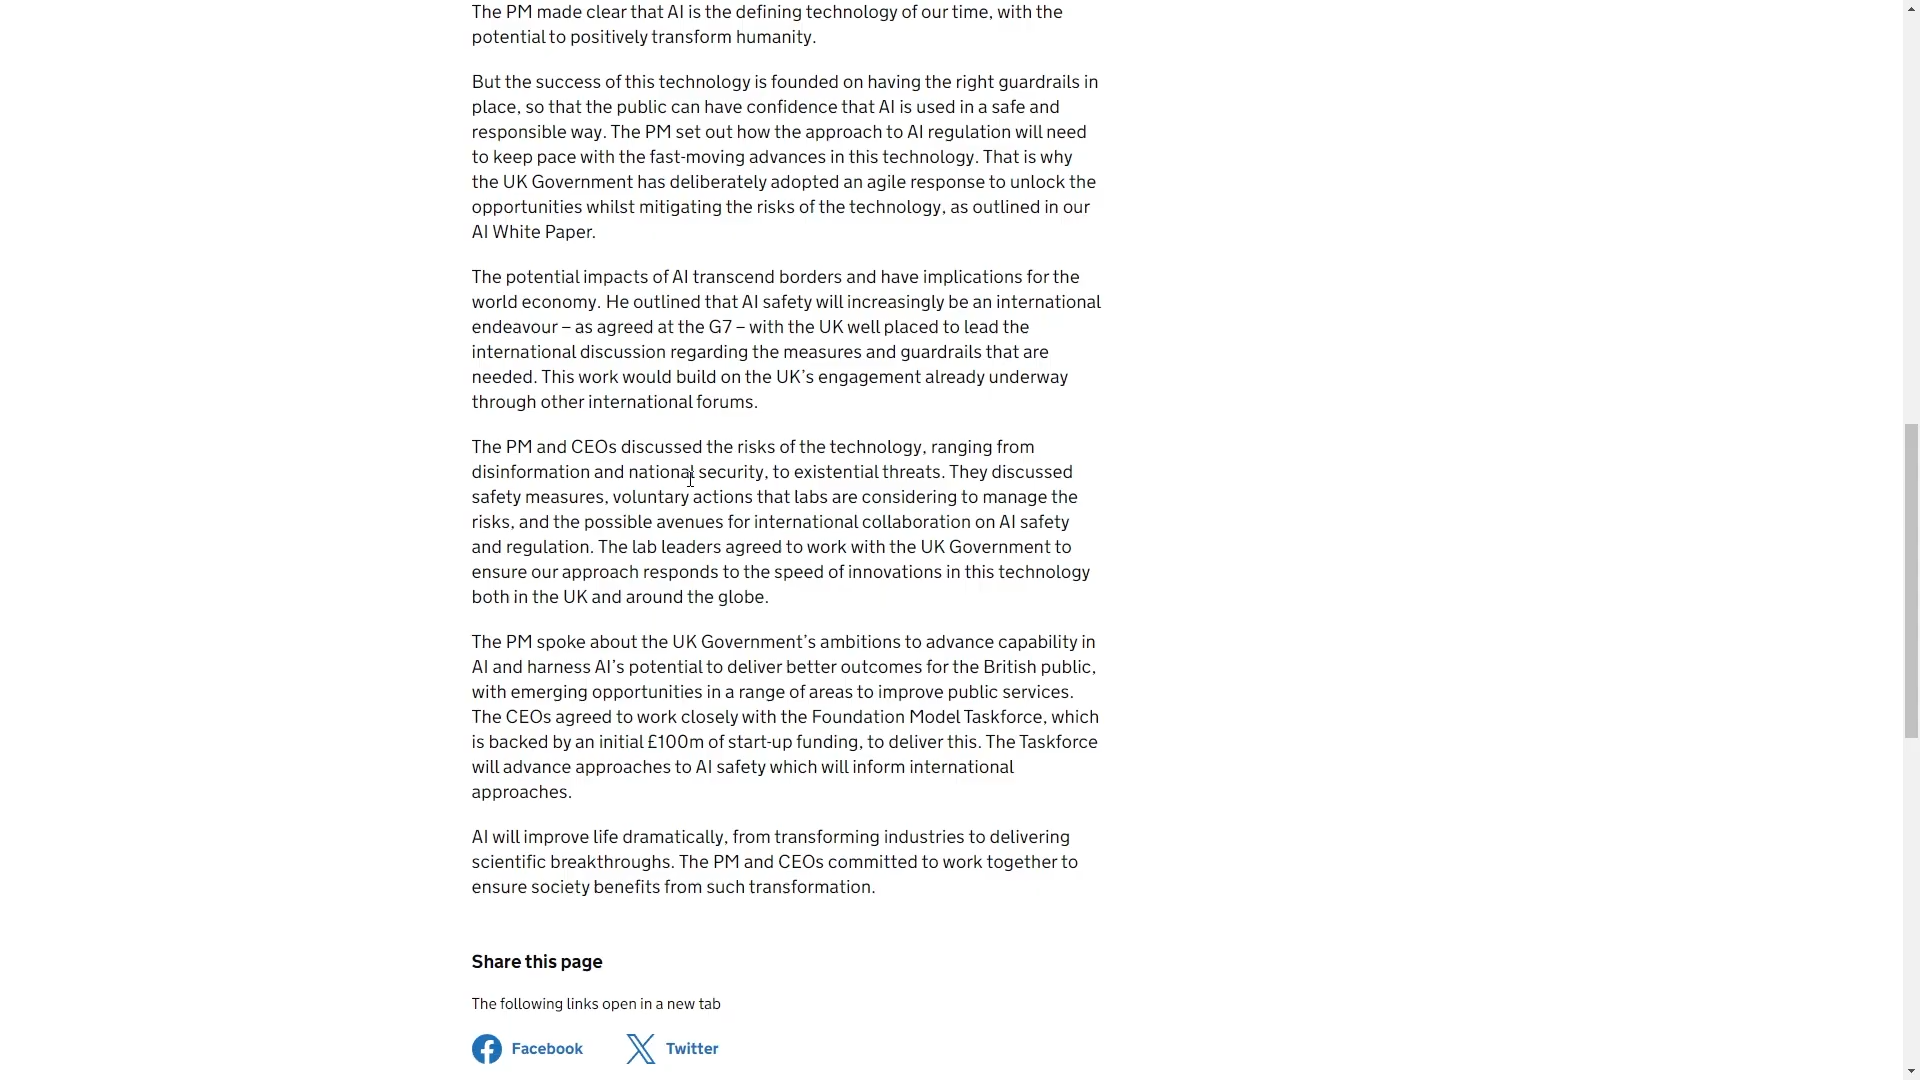 The PM made clear that AI is the defining technology of our time, with the
potential to positively transform humanity.
But the success of this technology is founded on having the right guardrails in
place, so that the public can have confidence that AI is used in a safe and
responsible way. The PM set out how the approach to AI regulation will need
to keep pace with the fast-moving advances in this technology. That is why
the UK Government has deliberately adopted an agile response to unlock the
opportunities whilst mitigating the risks of the technology, as outlined in our
AI White Paper.
The potential impacts of AI transcend borders and have implications for the
world economy. He outlined that AI safety will increasingly be an international
endeavour – as agreed at the G7 – with the UK well placed to lead the
international discussion regarding the measures and guardrails that are
needed. This work would build on the UK’s engagement already underway
through other international forums.
The PM and CEOs discussed the risks of the technology, ranging from
disinformation and national security, to existential threats. They discussed
safety measures, voluntary actions that labs are considering to manage the
risks, and the possible avenues for international collaboration on AI safety
and regulation. The lab leaders agreed to work with the UK Government to
ensure our approach responds to the speed of innovations in this technology
both in the UK and around the globe.
The PM spoke about the UK Government’s ambitions to advance capability in
AI and harness AI’s potential to deliver better outcomes for the British public,
with emerging opportunities in a range of areas to improve public services.
The CEOs agreed to work closely with the Foundation Model Taskforce, which
is backed by an initial £100m of start-up funding, to deliver this. The Taskforce
will advance approaches to AI safety which will inform international
approaches.
AI will improve life dramatically, from transforming industries to delivering
scientific breakthroughs. The PM and CEOs committed to work together to
ensure society benefits from such transformation.
Share this page
The following links open in a new tab
Facebook Twitter